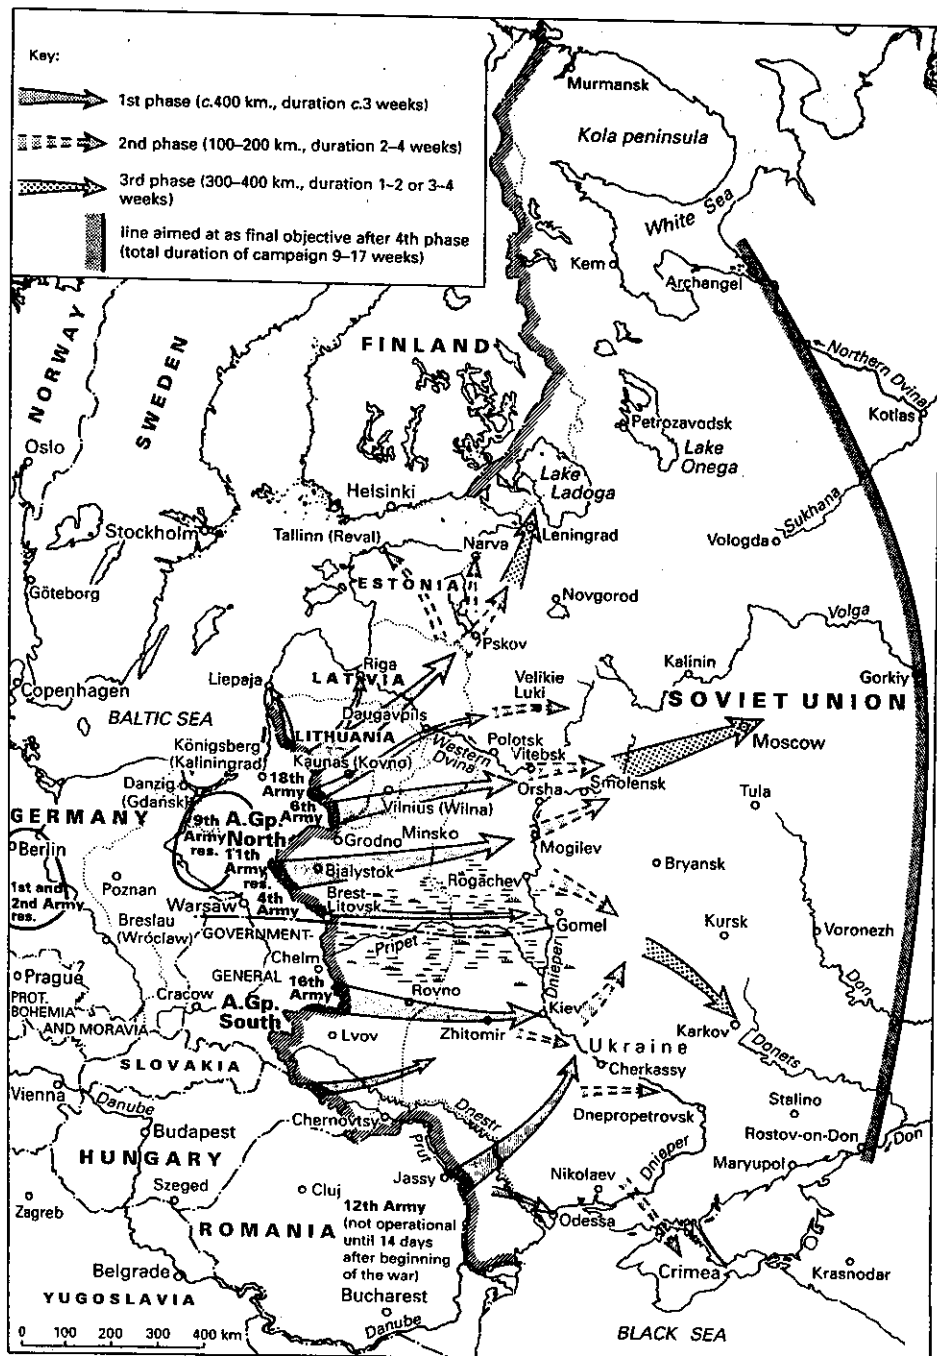 Key:
1st phase (c.400 km., duration c.3 weeks)
2nd phase (100–200 km., duration 2–4 weeks)
3rd phase (300–400 km., duration 1–2 or 3–4
weeks)
line aimed at as final objective after 4th phase
(total duration of campaign 9–17 weeks)
Murmansk
Kola peninsula
White Sea
Kem
Archangel
NORWAY
SWEDEN
FINLAND
Northern Dvina
Kotlas
Petrozavodsk
Lake
Onega
Oslo
Lake
Ladoga
Helsinki
Sukhana
Stockholm
Tallinn (Reval)
Narva
Leningrad
Vologda
ESTONIA
Göteborg
Novgorod
Volga
Pskov
Riga
Kalinin
Liepaja
LATVIA
Velikie
Luki
Gorkiy
Copenhagen
SOVIET UNION
BALTIC SEA
Daugavpils
LITHUANIA
Western
Dvina
Polotsk
Vitebsk
Moscow
Königsberg
(Kaliningrad)
Kaunas (Kovno)
18th
Army
Smolensk
Danzig
(Gdańsk)
6th
Army
Vilnius (Wilna)
Orsha
Tula
GERMANY
A.Gp.
North
9th
Army
res.
Grodno
Minsko
Mogilev
Berlin
11th
Army
res.
Bjalystok
Bryansk
1st and
2nd Army
res.
Poznan
4th
Army
Brest-
Litovsk
Rogächev
Warsaw
Breslau
(Wróclaw)
GOVERNMENT-
GENERAL
Gomel
Kursk
Voronezh
Pripet
Dnieper
Chelm
Prague
PROT.
BOHEMIA
AND MORAVIA
16th
Army
Rovno
Don
Cracow
A.Gp.
South
Kiev
Lvov
Zhitomir
Karkov
Ukraine
Donets
SLOVAKIA
Cherkassy
Vienna
Danube
Chernovtsy
Dnestr
Dnepropetrovsk
Stalino
Budapest
Prut
Rostov-on-Don
Don
HUNGARY
Dnieper
Maryupol
Jassy
Nikolaev
Szeged
Cluj
12th Army
(not operational
until 14 days
after beginning
of the war)
Zagreb
Odessa
ROMANIA
Belgrade
Crimea
Krasnodar
YUGOSLAVIA
Bucharest
Danube
BLACK SEA
0 100 200 300 400 km